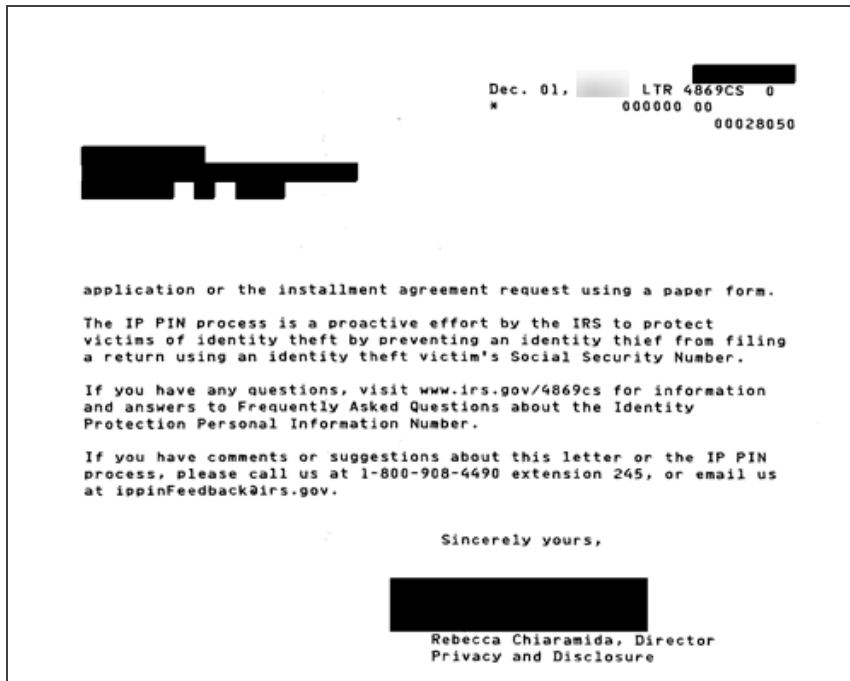 Dec. 01, LTR 4869CS 0
* 000000 00
00028050
application or the installment agreement request using a paper form.
The IP PIN process is a proactive effort by the IRS to protect
victims of identity theft by preventing an identity thief from filing
a return using an identity theft victim's Social Security Number.
If you have any questions, visit www.irs.gov/4869cs for information
and answers to Frequently Asked Questions about the Identity
Protection Personal Information Number.
If you have comments or suggestions about this letter or the IP PIN
process, please call us at 1-800-908-4490 extension 245, or email us
at ippinFeedback@irs.gov.
Sincerely yours,
Rebecca Chiaramida, Director
Privacy and Disclosure